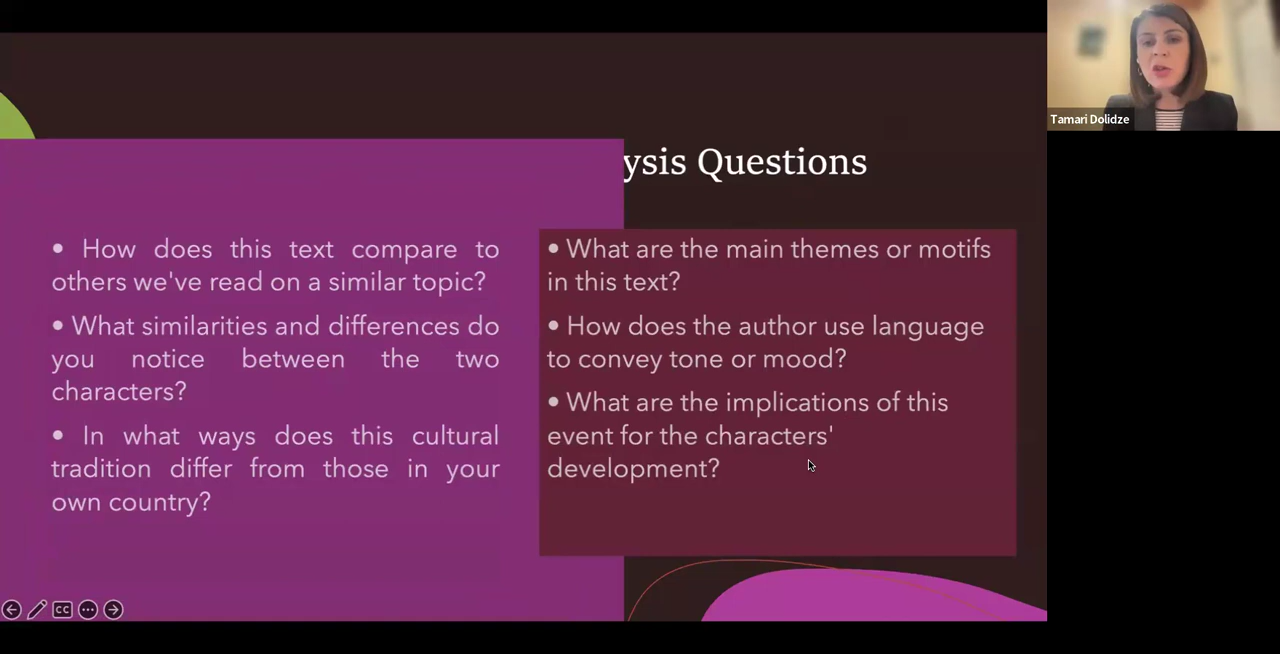 ysis Questions
• How does this text compare to
others we've read on a similar topic?
• What similarities and differences do
you notice between the two
characters?
• In what ways does this cultural
tradition differ from those in your
own country?
• What are the main themes or motifs
in this text?
• How does the author use language
to convey tone or mood?
• What are the implications of this
event for the characters'
development?
Tamari Dolidze
CC